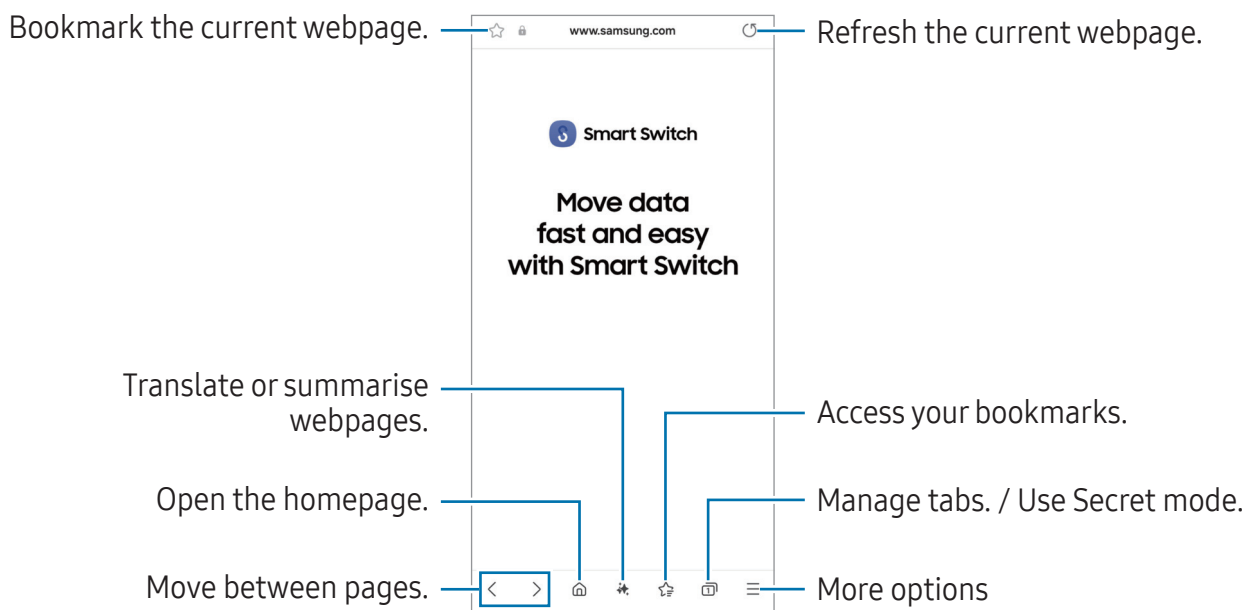 Bookmark the current webpage.
www.samsung.com
Refresh the current webpage.
Smart Switch
Move data
fast and easy
with Smart Switch
Translate or summarise
webpages.
Access your bookmarks.
Open the homepage.
Manage tabs. / Use Secret mode.
Move between pages.
1
More options